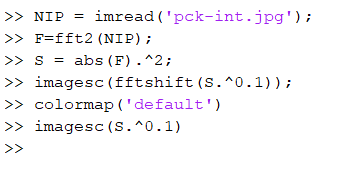 >> NIP = imread('pck-int.jpg');
>> F=fft2(NIP);
>> S = abs(F).^2;
>> imagesc(fftshift(S.^0.1));
>> colormap('default')
>> imagesc(S.^0.1)
>>